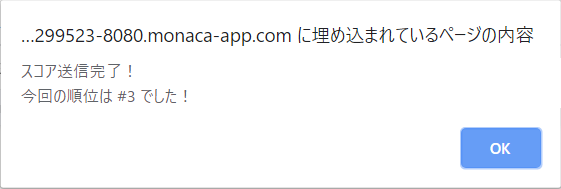 ...299523-8080.monaca-app.com に埋め込まれているページの内容
スコア送信完了！
今回の順位は #3 でした！
OK